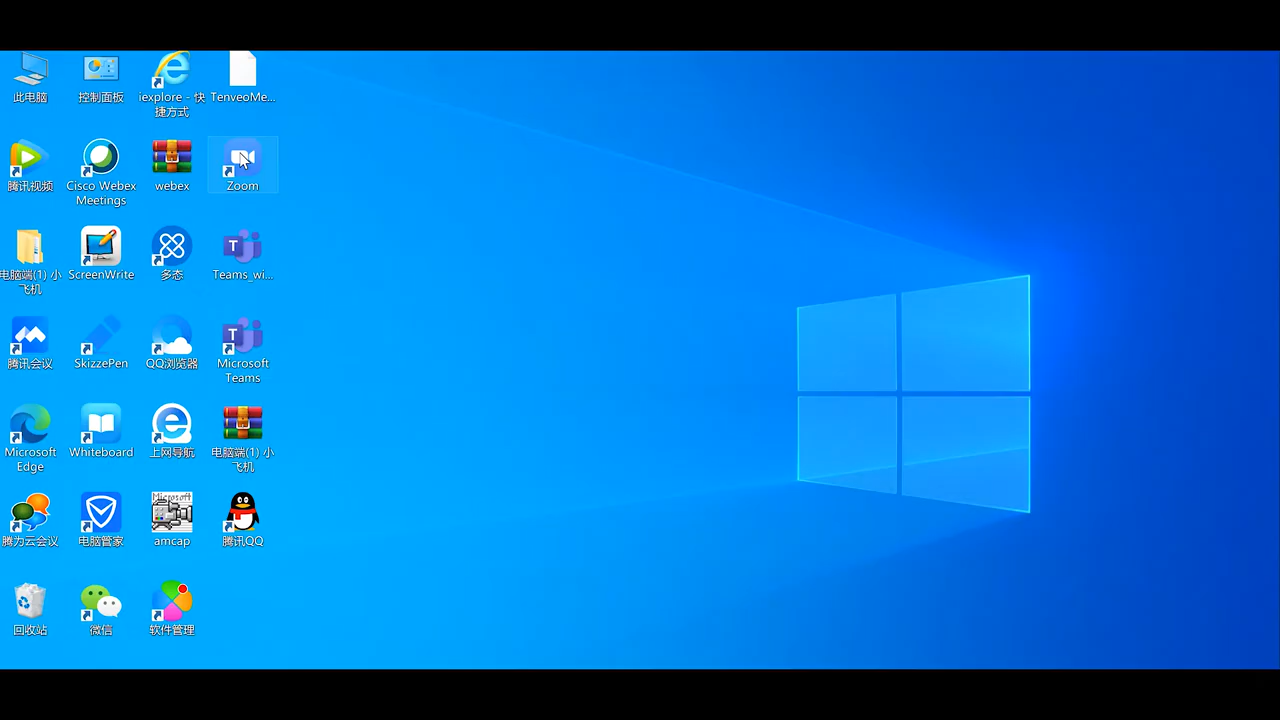 此电脑
控制面板
iexplore - 快
捷方式
TenveoMe...
腾讯视频
Cisco Webex
Meetings
webex
Zoom
电脑端(1) 小
飞机
ScreenWrite
多态
Teams_wi...
腾讯会议
SkizzePen
QQ浏览器
Microsoft
Teams
Microsoft
Edge
Whiteboard
上网导航
电脑端(1) 小
飞机
腾为云会议
电脑管家
Microsoft
amcap
腾讯QQ
回收站
微信
软件管理